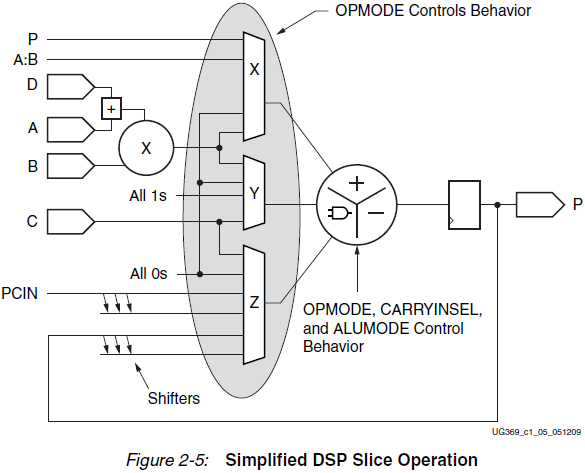 OPMODE Controls Behavior
P
A:B
D
+
A
X
B
All 1s
C
All 0s
PCIN
X
Y
Z
+
−
P
OPMODE, CARRYINSEL,
and ALUMODE Control
Behavior
Shifters
UG369_c1_05_051209
Figure 2-5: Simplified DSP Slice Operation